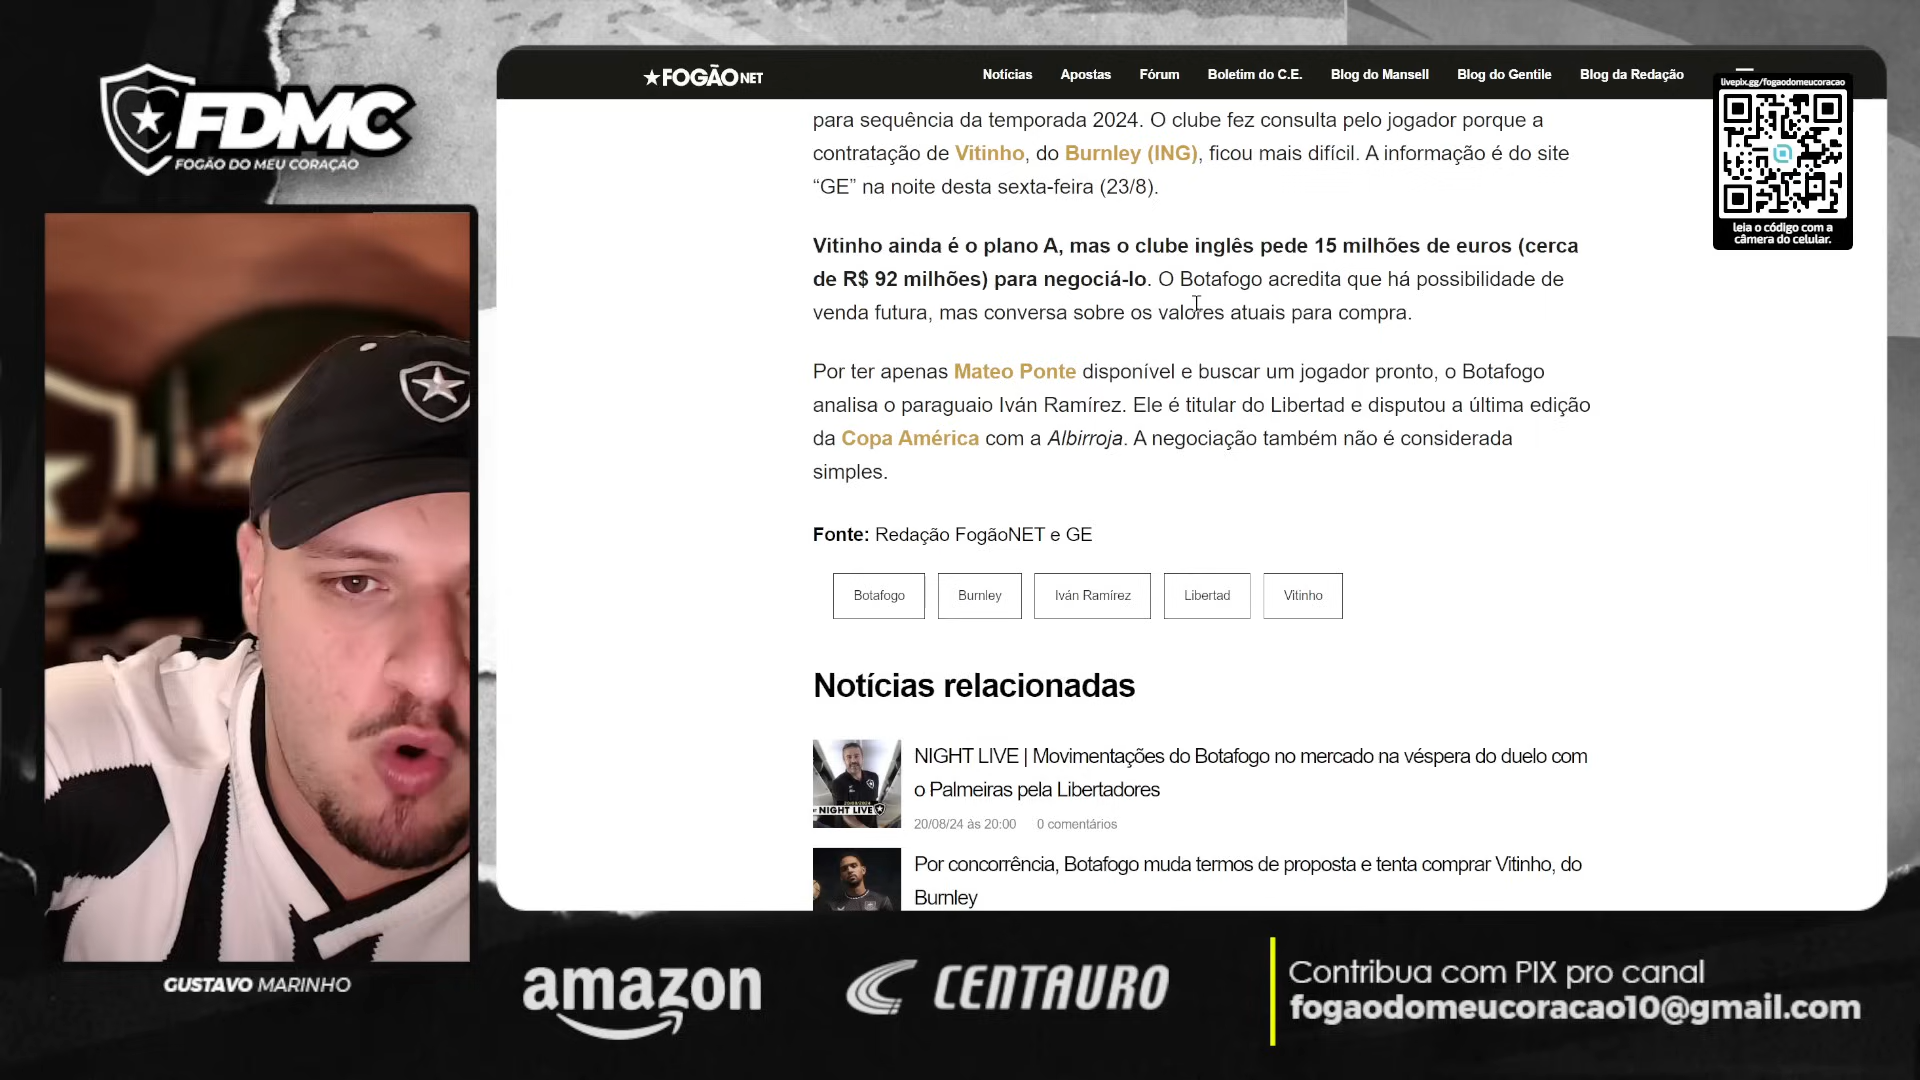 FDMC
FOGÃO DO MEU CORAÇÃO
GUSTAVO MARINHO
FOGÃO NET
Notícias Apostas Fórum Boletim do C.E. Blog do Mansell Blog do Gentile Blog da Redação
livepix.gg/fogaodomeucoracao
leia o código com a
câmera do celular.
para sequência da temporada 2024. O clube fez consulta pelo jogador porque a
contratação de Vitinho, do Burnley (ING), ficou mais difícil. A informação é do site
“GE” na noite desta sexta-feira (23/8).
Vitinho ainda é o plano A, mas o clube inglês pede 15 milhões de euros (cerca
de R$ 92 milhões) para negociá-lo. O Botafogo acredita que há possibilidade de
venda futura, mas conversa sobre os valores atuais para compra.
Por ter apenas Mateo Ponte disponível e buscar um jogador pronto, o Botafogo
analisa o paraguaio Iván Ramírez. Ele é titular do Libertad e disputou a última edição
da Copa América com a Albirroja. A negociação também não é considerada
simples.
Fonte: Redação FogãoNET e GE
Botafogo Burnley Iván Ramírez Libertad Vitinho
Notícias relacionadas
NIGHT LIVE
NIGHT LIVE | Movimentações do Botafogo no mercado na véspera do duelo com
o Palmeiras pela Libertadores
20/08/24 às 20:00 0 comentários
Por concorrência, Botafogo muda termos de proposta e tenta comprar Vitinho, do
Burnley
amazon
CENTAURO
Contribua com PIX pro canal
fogaodomeucoracao10@gmail.com